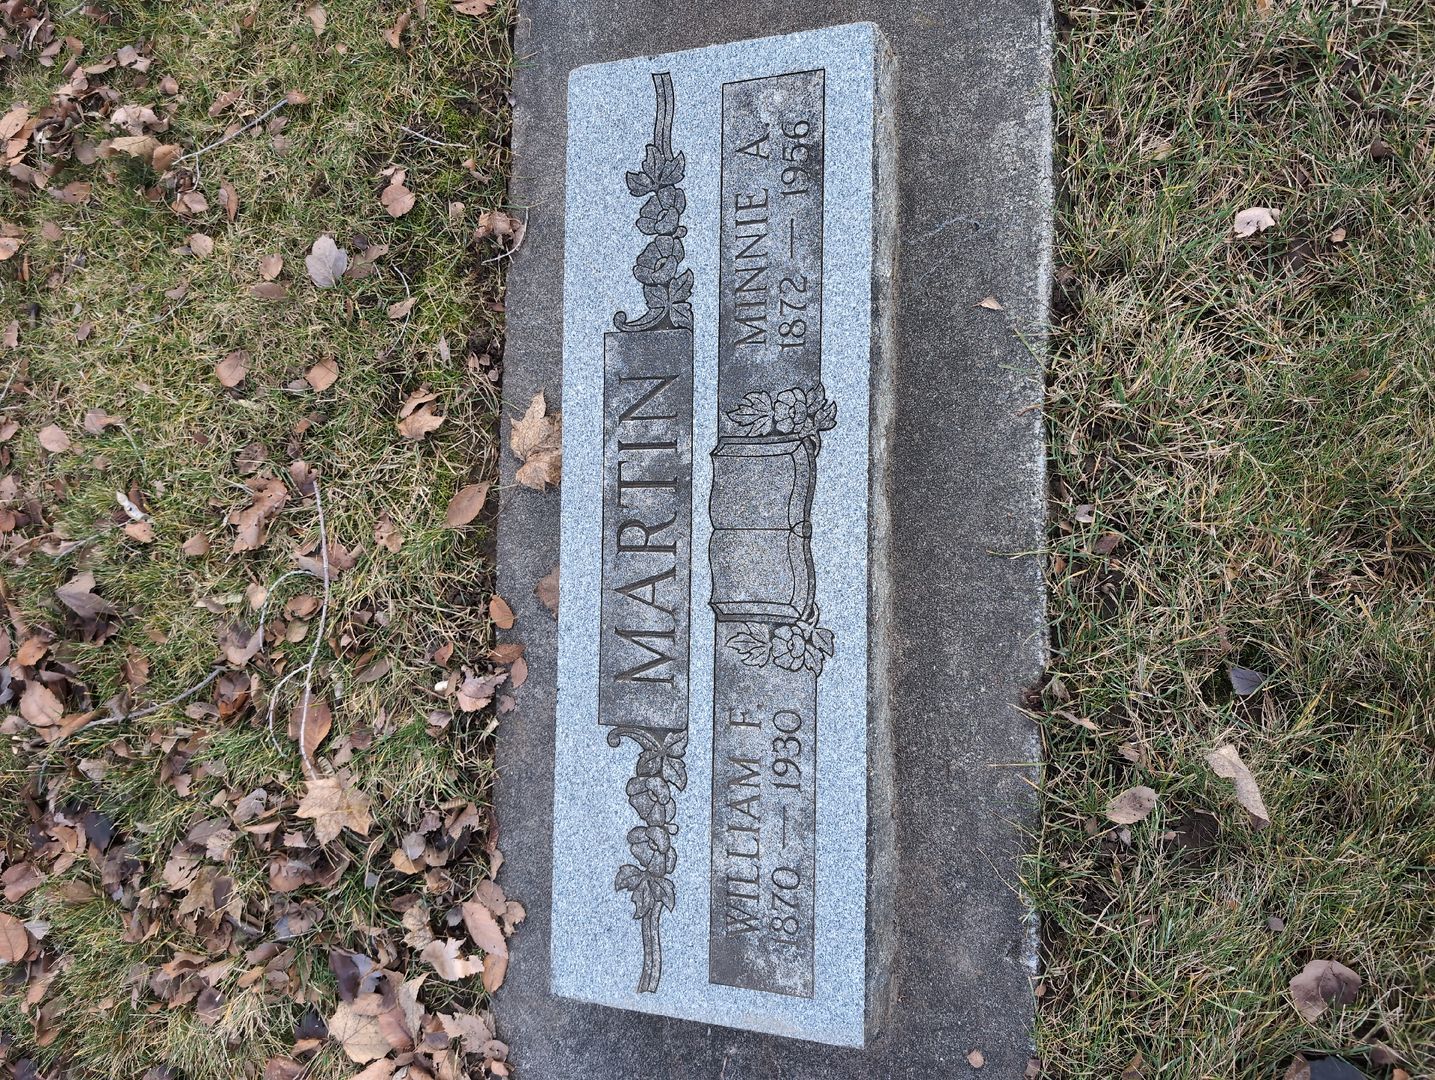 MARTIN
WILLIAM F.
1870 — 1930
MINNIE A.
1872 — 1956